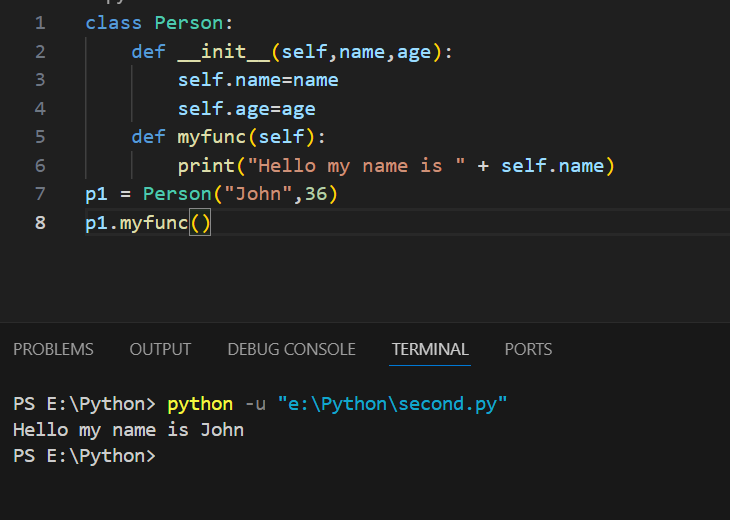 1 class Person:
2     def __init__(self,name,age):
3         self.name=name
4         self.age=age
5     def myfunc(self):
6         print("Hello my name is " + self.name)
7 p1 = Person("John",36)
8 p1.myfunc()
PROBLEMS OUTPUT DEBUG CONSOLE TERMINAL PORTS
PS E:\Python> python -u "e:\Python\second.py"
Hello my name is John
PS E:\Python>